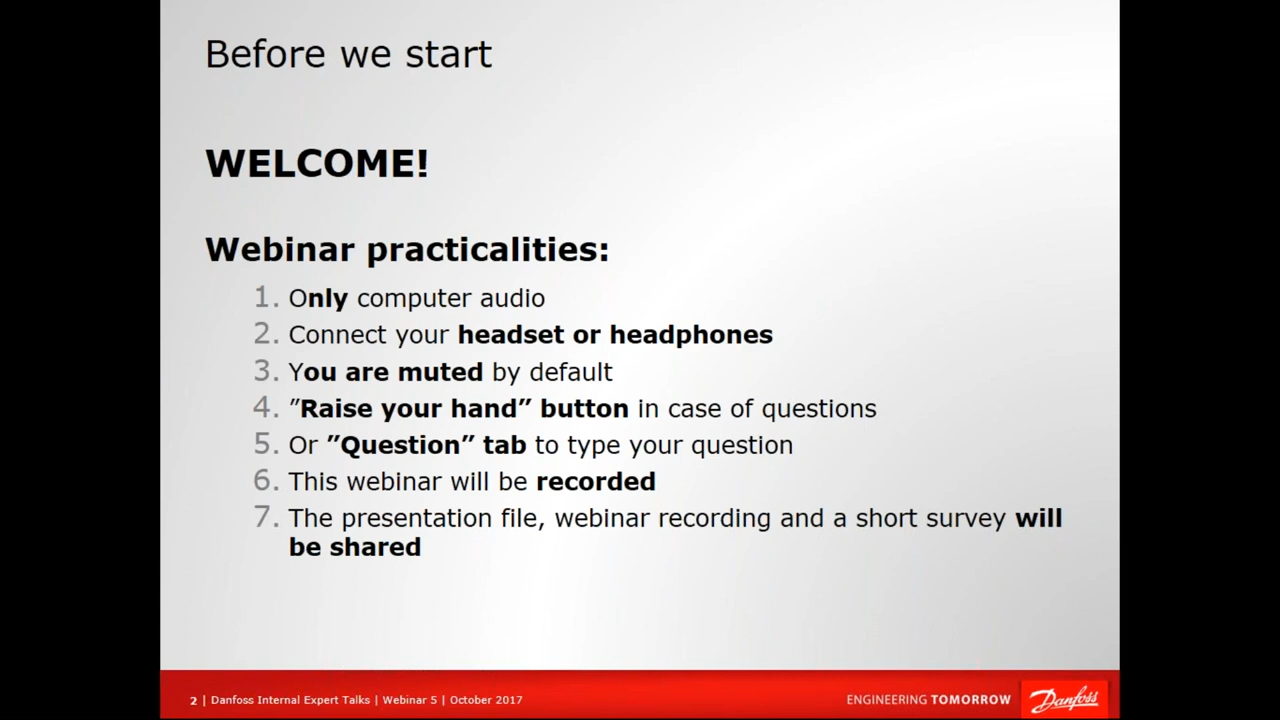 Before we start
WELCOME!
Webinar practicalities:
1. Only computer audio
2. Connect your headset or headphones
3. You are muted by default
4. ”Raise your hand” button in case of questions
5. Or ”Question” tab to type your question
6. This webinar will be recorded
7. The presentation file, webinar recording and a short survey will
be shared
2 | Danfoss Internal Expert Talks | Webinar 5 | October 2017
ENGINEERING TOMORROW
Danfoss